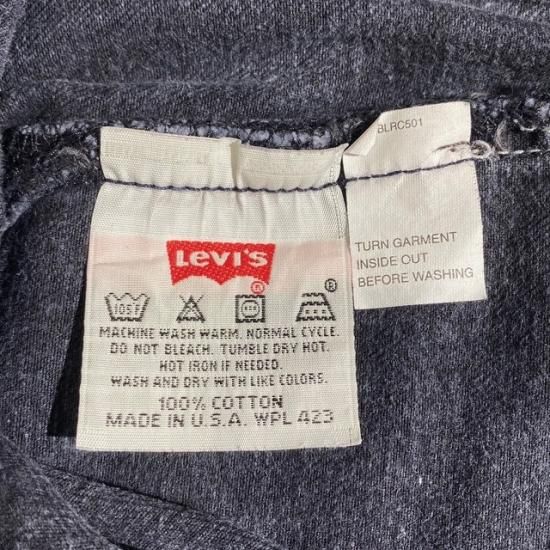 BLRC501
TURN GARMENT
INSIDE OUT
BEFORE WASHING
LEVI'S
®
105F
®
MACHINE WASH WARM. NORMAL CYCLE.
DO NOT BLEACH. TUMBLE DRY HOT.
HOT IRON IF NEEDED.
WASH AND DRY WITH LIKE COLORS.
100% COTTON
MADE IN U.S.A. WPL 423